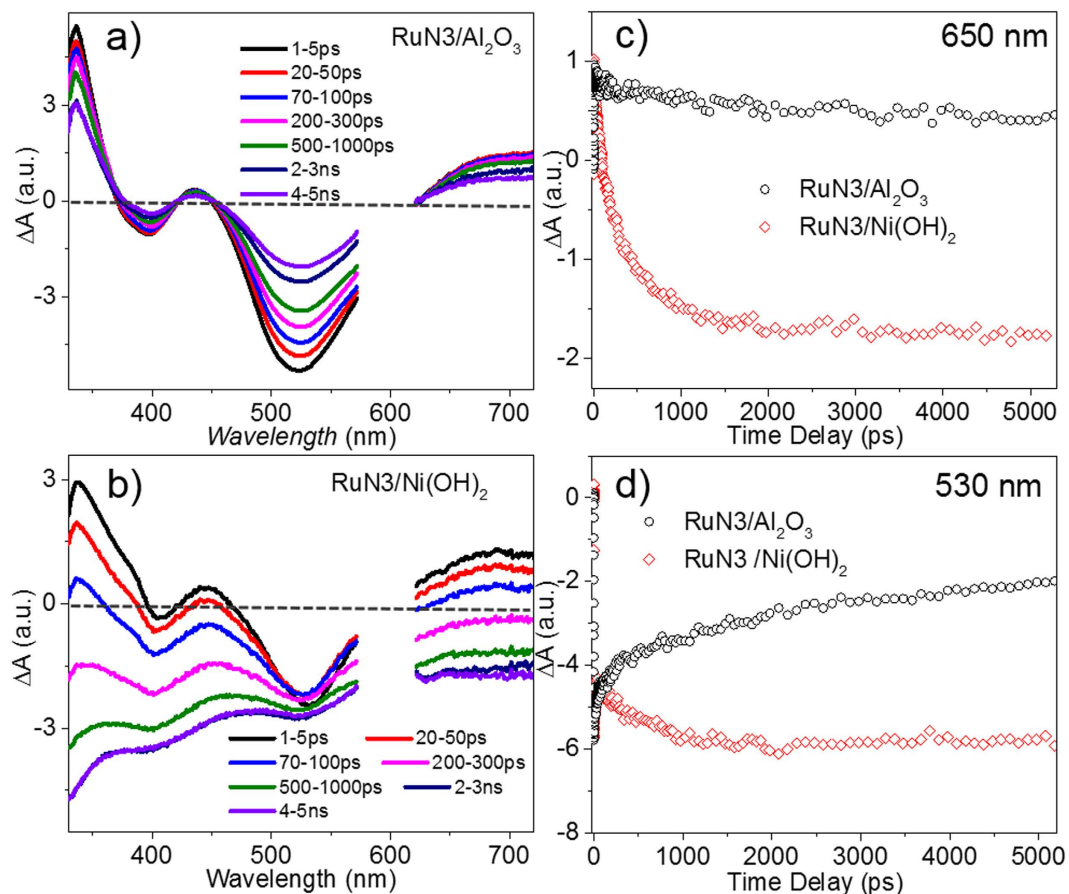 a)
RuN3/Al2O3
1-5ps
20-50ps
70-100ps
200-300ps
500-1000ps
2-3ns
4-5ns
3
0
-3
ΔA (a.u.)
400 500 600 700
Wavelength (nm)
b)
RuN3/Ni(OH)2
3
0
-3
ΔA (a.u.)
1-5ps 20-50ps
70-100ps 200-300ps
500-1000ps 2-3ns
4-5ns
400 500 600 700
Wavelength (nm)
c)
650 nm
1
0
-1
-2
ΔA (a.u.)
RuN3/Al2O3
RuN3/Ni(OH)2
0 1000 2000 3000 4000 5000
Time Delay (ps)
d)
530 nm
0
-2
-4
-6
-8
ΔA (a.u.)
RuN3/Al2O3
RuN3 /Ni(OH)2
0 1000 2000 3000 4000 5000
Time Delay (ps)